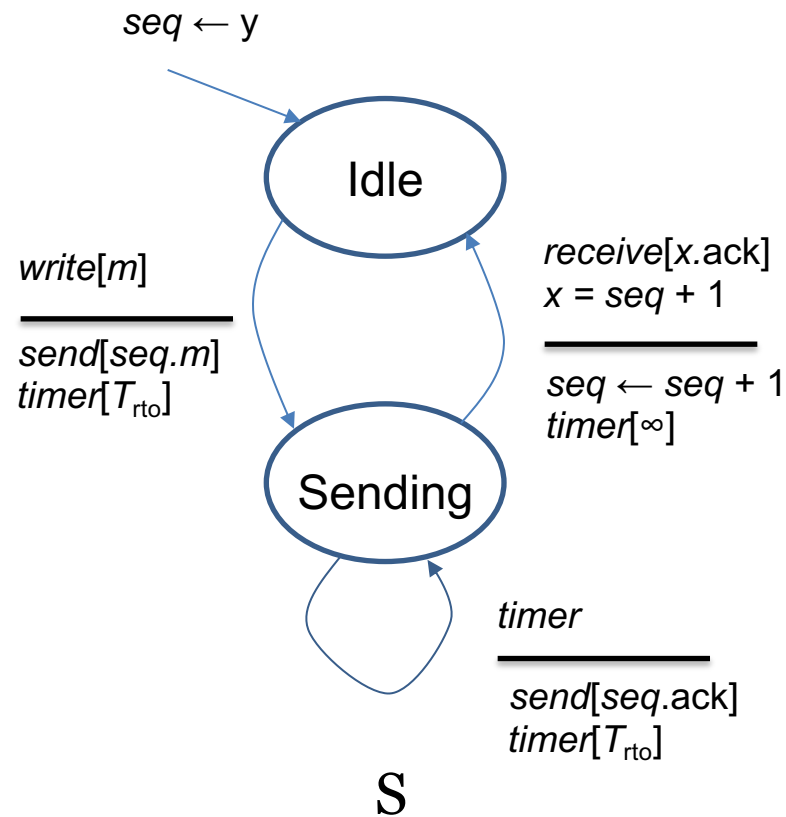 seq ← y
Idle
write[m]
send[seq.m]
timer[Trto]
receive[x.ack]
x = seq + 1
seq ← seq + 1
timer[∞]
Sending
timer
send[seq.ack]
timer[Trto]
S